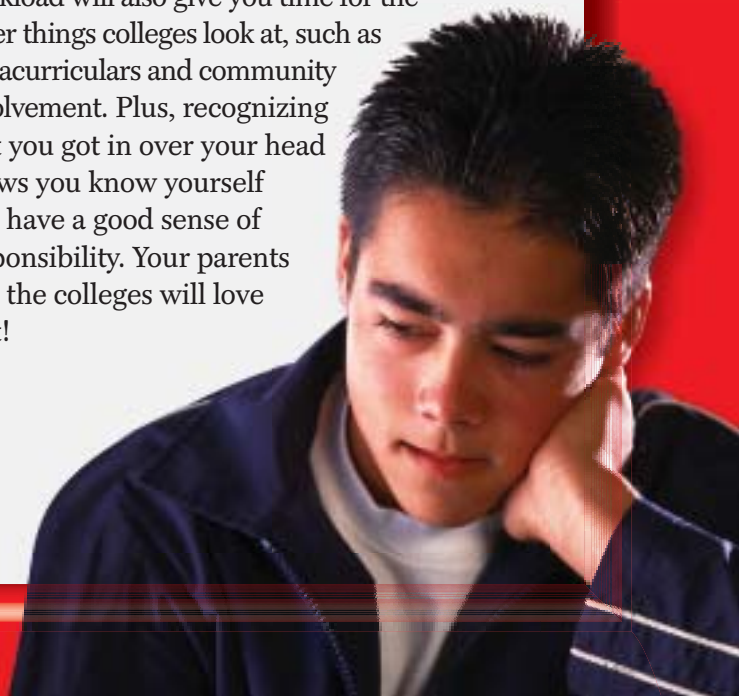 kload will also give you time for the
er things colleges look at, such as
acurriculars and community
olvement. Plus, recognizing
t you got in over your head
ws you know yourself
have a good sense of
ponsibility. Your parents
the colleges will love
t!